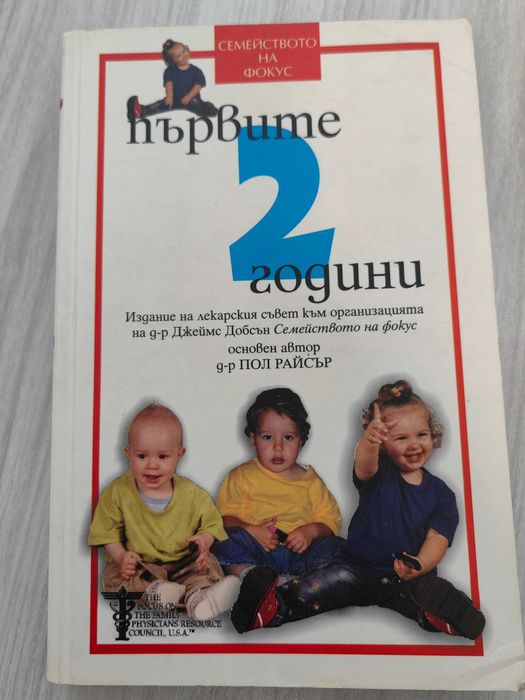 СЕМЕЙСТВОТО
НА
ФОКУС
първите
2
години
Издание на лекарския съвет към организацията
на д-р Джеймс Добсън Семейството на фокус
основен автор
д-р ПОЛ РАЙСЪР
THE
FOCUS ON
THE FAMILY
PHYSICIANS RESOURCE
COUNCIL, U.S.A.™